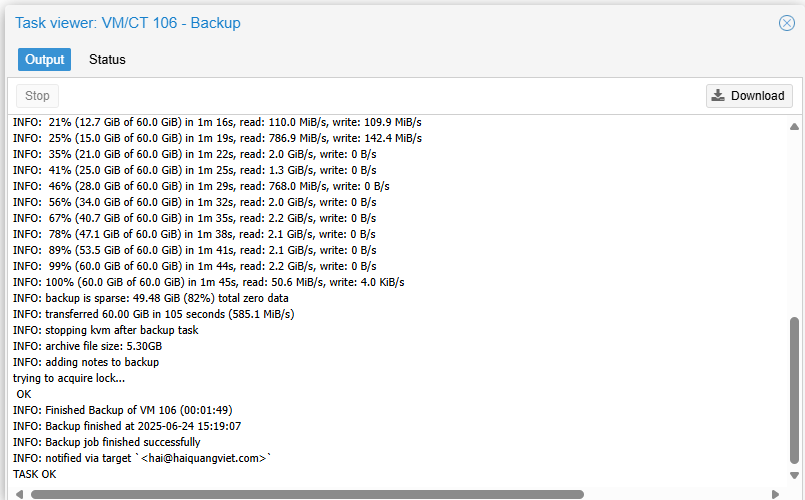 Task viewer: VM/CT 106 - Backup
Output Status
Stop Download
INFO: 21% (12.7 GiB of 60.0 GiB) in 1m 16s, read: 110.0 MiB/s, write: 109.9 MiB/s
INFO: 25% (15.0 GiB of 60.0 GiB) in 1m 19s, read: 786.9 MiB/s, write: 142.4 MiB/s
INFO: 35% (21.0 GiB of 60.0 GiB) in 1m 22s, read: 2.0 GiB/s, write: 0 B/s
INFO: 41% (25.0 GiB of 60.0 GiB) in 1m 25s, read: 1.3 GiB/s, write: 0 B/s
INFO: 46% (28.0 GiB of 60.0 GiB) in 1m 29s, read: 768.0 MiB/s, write: 0 B/s
INFO: 56% (34.0 GiB of 60.0 GiB) in 1m 32s, read: 2.0 GiB/s, write: 0 B/s
INFO: 67% (40.7 GiB of 60.0 GiB) in 1m 35s, read: 2.2 GiB/s, write: 0 B/s
INFO: 78% (47.1 GiB of 60.0 GiB) in 1m 38s, read: 2.1 GiB/s, write: 0 B/s
INFO: 89% (53.5 GiB of 60.0 GiB) in 1m 41s, read: 2.1 GiB/s, write: 0 B/s
INFO: 99% (60.0 GiB of 60.0 GiB) in 1m 44s, read: 2.2 GiB/s, write: 0 B/s
INFO: 100% (60.0 GiB of 60.0 GiB) in 1m 45s, read: 50.6 MiB/s, write: 4.0 KiB/s
INFO: backup is sparse: 49.48 GiB (82%) total zero data
INFO: transferred 60.00 GiB in 105 seconds (585.1 MiB/s)
INFO: stopping kvm after backup task
INFO: archive file size: 5.30GB
INFO: adding notes to backup
trying to acquire lock...
OK
INFO: Finished Backup of VM 106 (00:01:49)
INFO: Backup finished at 2025-06-24 15:19:07
INFO: Backup job finished successfully
INFO: notified via target `<hai@haiquangviet.com>`
TASK OK